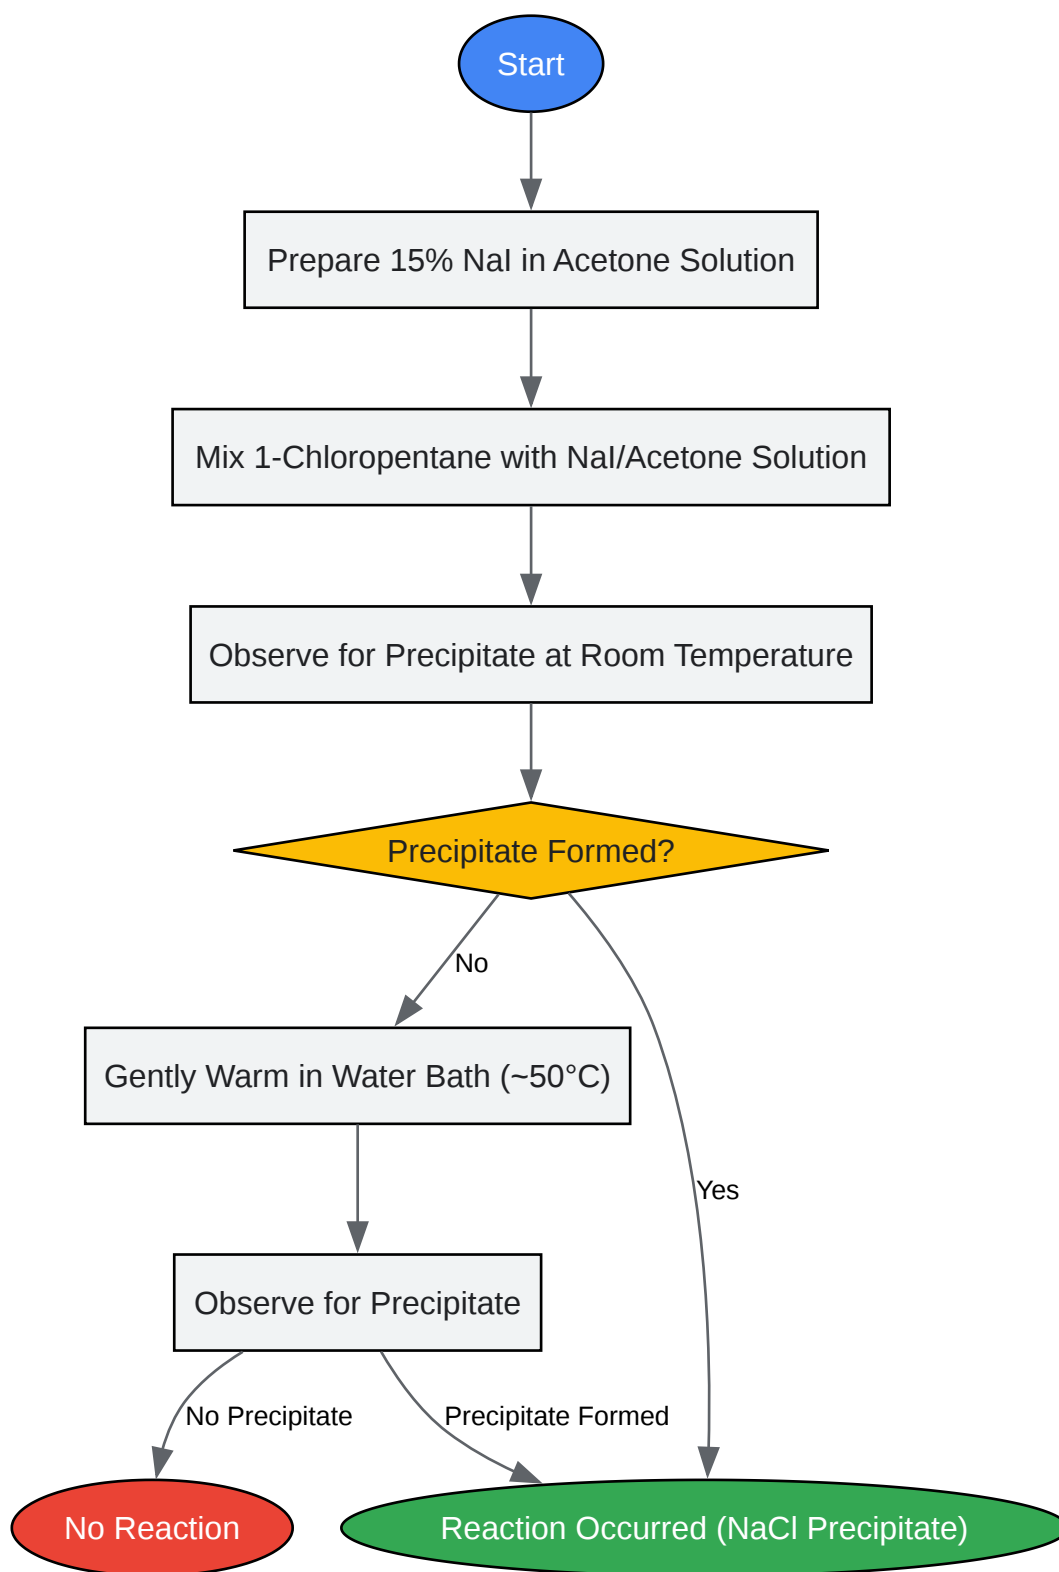 Start
Prepare 15% NaI in Acetone Solution
Mix 1-Chloropentane with NaI/Acetone Solution
Observe for Precipitate at Room Temperature
Precipitate Formed?
No
Gently Warm in Water Bath (~50°C)
Yes
Observe for Precipitate
No Precipitate
Precipitate Formed
No Reaction
Reaction Occurred (NaCl Precipitate)